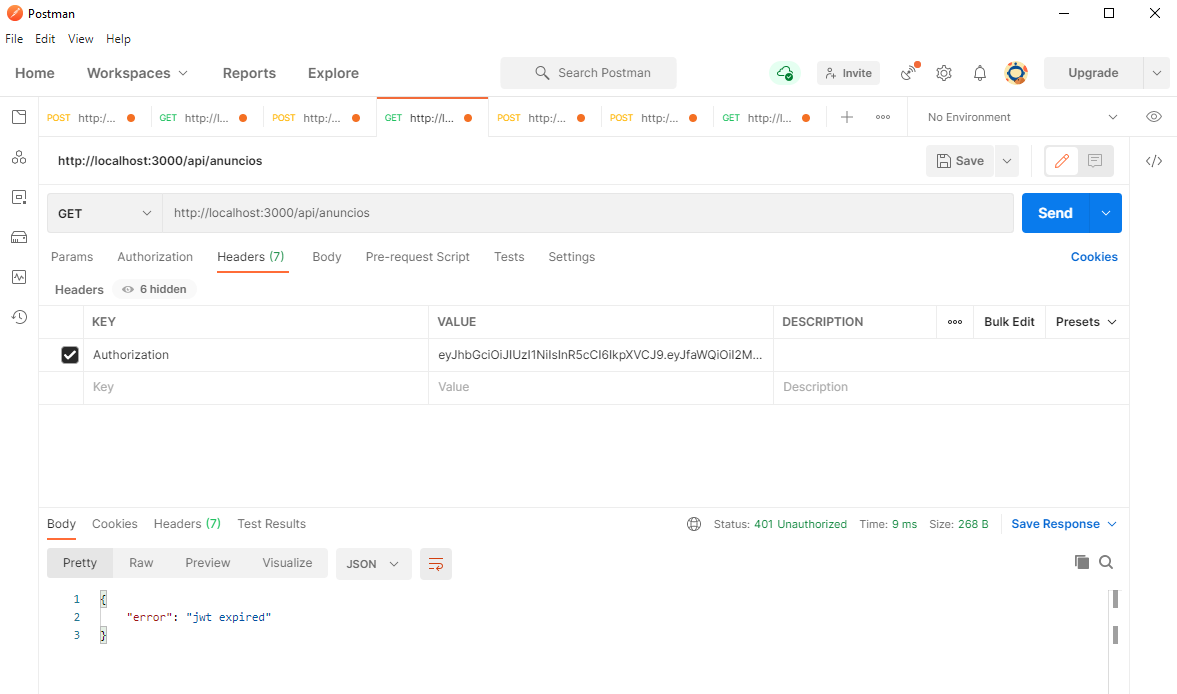 Postman
File Edit View Help
Home Workspaces Reports Explore Search Postman Invite Upgrade
POST http:/... GET http://l... POST http:/... GET http://l... POST http:/... POST http:/... GET http://l... No Environment
http://localhost:3000/api/anuncios Save
GET http://localhost:3000/api/anuncios Send
Params Authorization Headers (7) Body Pre-request Script Tests Settings Cookies
Headers 6 hidden
KEY VALUE DESCRIPTION Bulk Edit Presets
Authorization eyJhbGciOiJIUzI1NiIsInR5cCI6IkpXVCJ9.eyJfaWQiOiI2M...
Key Value Description
Body Cookies Headers (7) Test Results Status: 401 Unauthorized Time: 9 ms Size: 268 B Save Response
Pretty Raw Preview Visualize JSON
1 {
2 "error": "jwt expired"
3 }